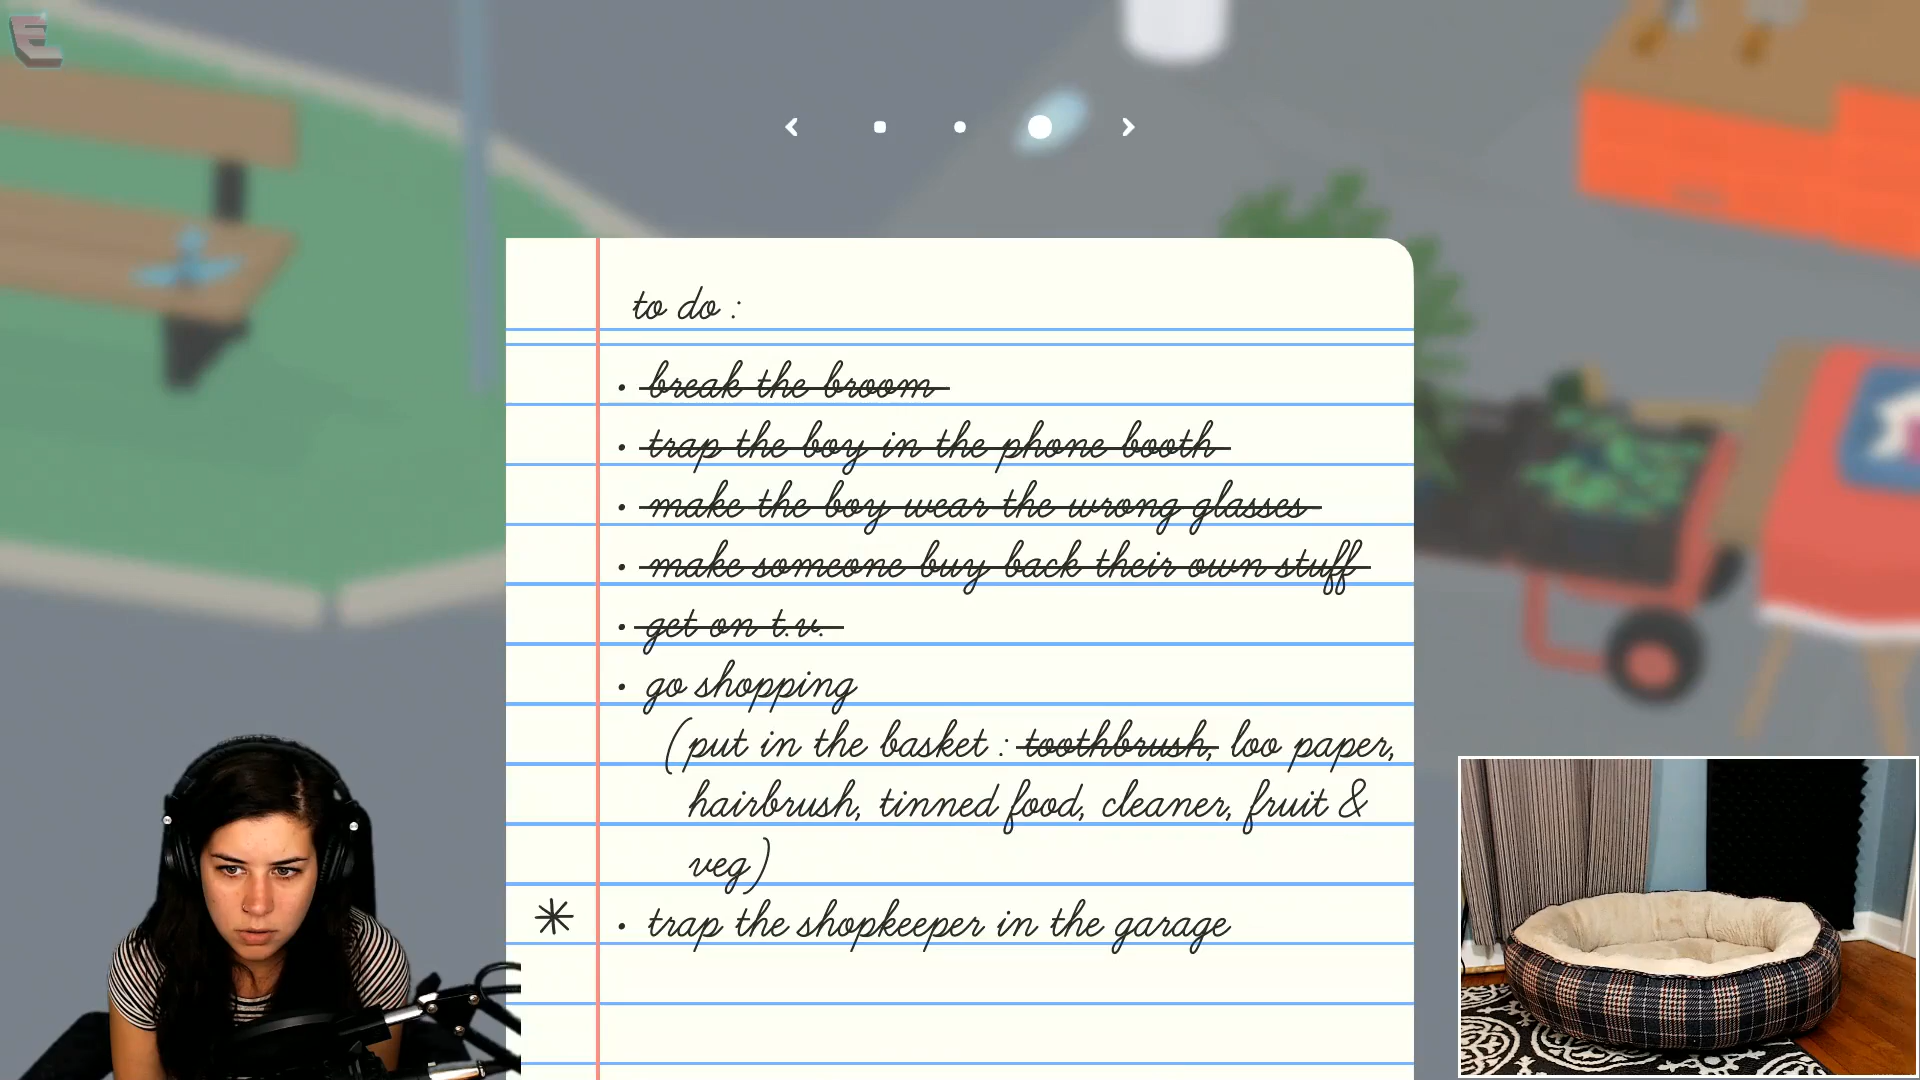 to do :
• break the broom
• trap the boy in the phone booth
• make the boy wear the wrong glasses
• make someone buy back their own stuff
• get on t.v.
• go shopping
(put in the basket : toothbrush, loo paper,
hairbrush, tinned food, cleaner, fruit &
veg)
* • trap the shopkeeper in the garage